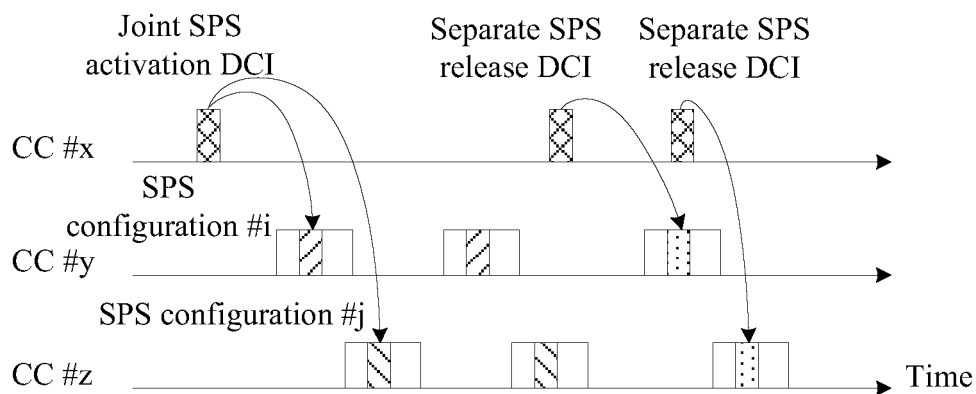 Joint SPS
activation DCI
Separate SPS
release DCI
Separate SPS
release DCI
CC #x
SPS
configuration #i
CC #y
SPS configuration #j
CC #z
Time